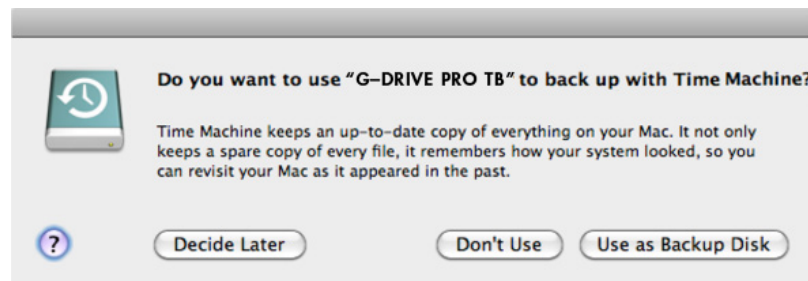 Do you want to use “G–DRIVE PRO TB” to back up with Time Machine?
Time Machine keeps an up-to-date copy of everything on your Mac. It not only
keeps a spare copy of every file, it remembers how your system looked, so you
can revisit your Mac as it appeared in the past.
? Decide Later Don't Use Use as Backup Disk